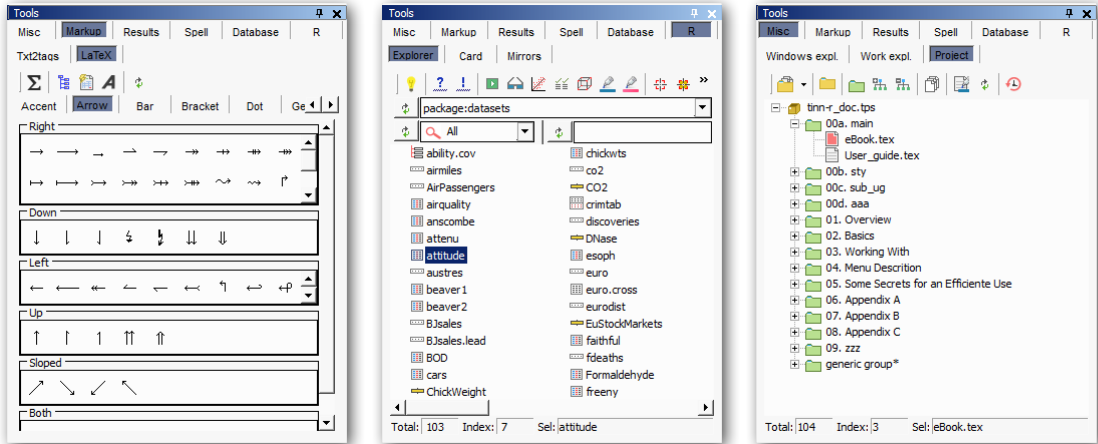 Tools
Misc Markup Results Spell Database R
Txt2tags LaTeX
Accent Arrow Bar Bracket Dot Ge
Right
Down
Left
Up
Sloped
Both
Tools
Misc Markup Results Spell Database R
Explorer Card Mirrors
package:datasets
All
ability.cov chickwts
airmiles co2
AirPassengers CO2
airquality crimtab
anscombe discoveries
attenu DNase
attitude esoph
austres euro
beaver1 euro.cross
beaver2 eurodist
BJsales EuStockMarkets
BJsales.lead faithful
BOD fdeaths
cars Formaldehyde
ChickWeight freeny
Total: 103 Index: 7 Sel: attitude
Tools
Misc Markup Results Spell Database R
Windows expl. Work expl. Project
tinn-r_doc.tps
00a. main
eBook.tex
User_guide.tex
00b. sty
00c. sub_ug
00d. aaa
01. Overview
02. Basics
03. Working With
04. Menu Descrition
05. Some Secrets for an Efficiente Use
06. Appendix A
07. Appendix B
08. Appendix C
09. zzz
generic group*
Total: 104 Index: 3 Sel: eBook.tex